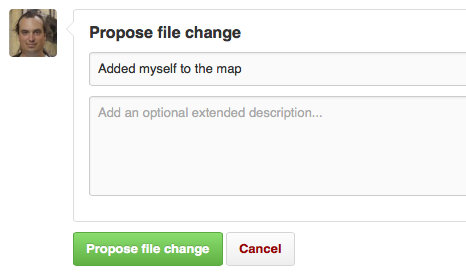 Propose file change
Added myself to the map
Add an optional extended description...
Propose file change
Cancel